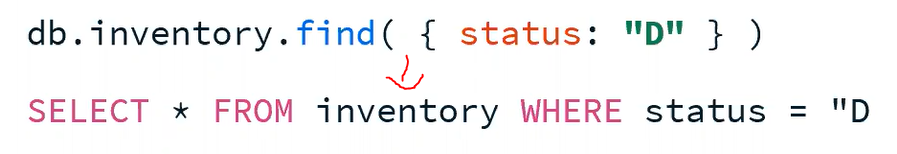 db.inventory.find( { status: "D" } )
SELECT * FROM inventory WHERE status = "D